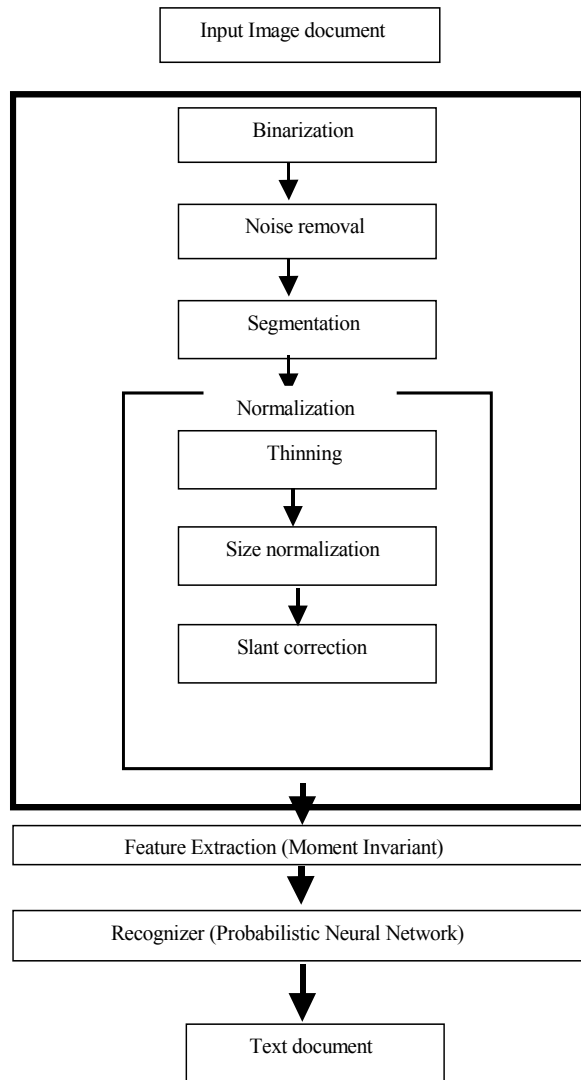 Input Image document
Binarization
Noise removal
Segmentation
Normalization
Thinning
Size normalization
Slant correction
Feature Extraction (Moment Invariant)
Recognizer (Probabilistic Neural Network)
Text document